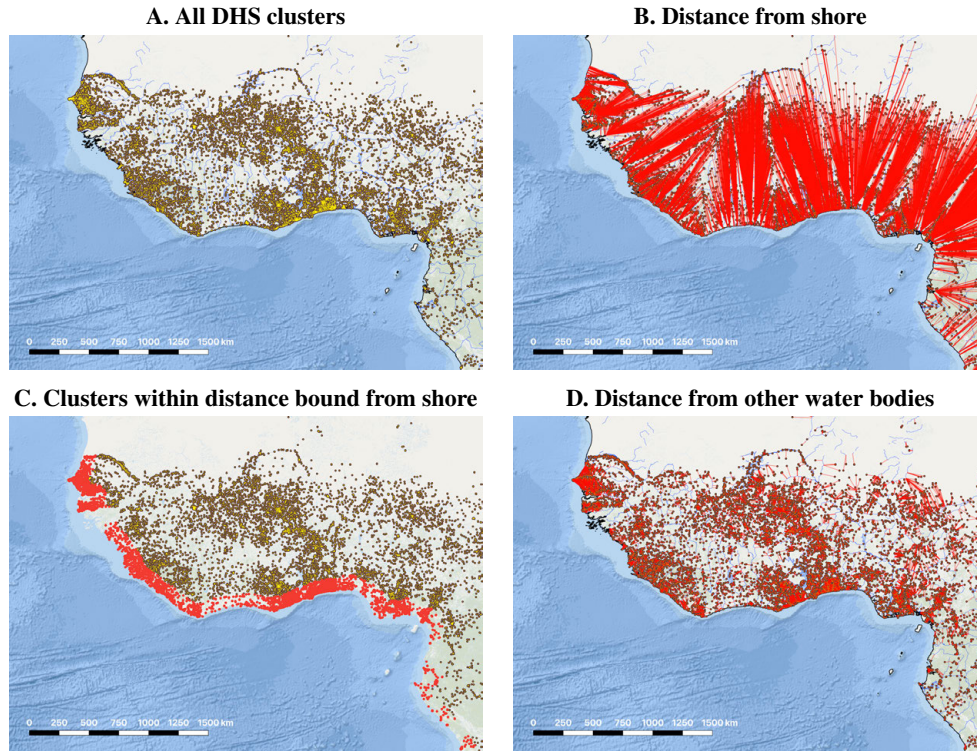 A. All DHS clusters
B. Distance from shore
0 250 500 750 1000 1250 1500 km
0 250 500 750 1000 1250 1500 km
C. Clusters within distance bound from shore
D. Distance from other water bodies
0 250 500 750 1000 1250 1500 km
0 250 500 750 1000 1250 1500 km